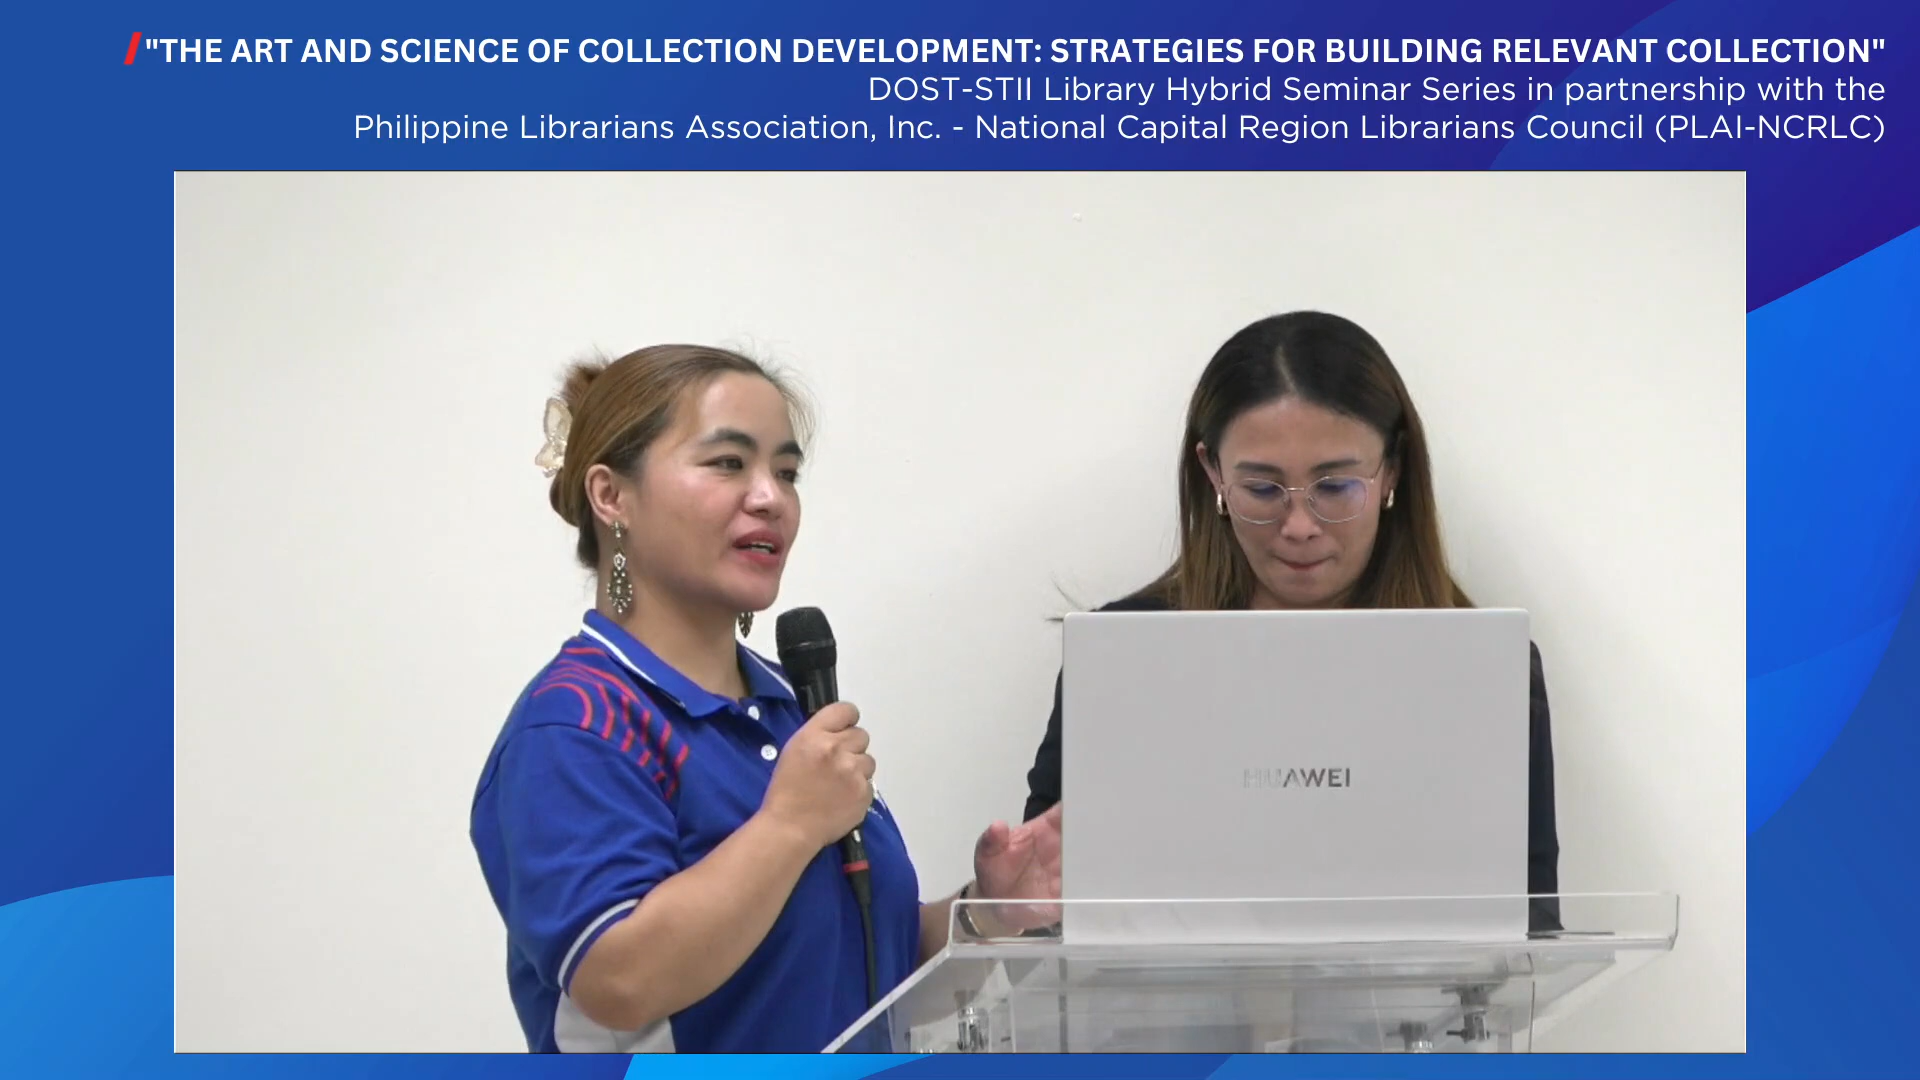 "THE ART AND SCIENCE OF COLLECTION DEVELOPMENT: STRATEGIES FOR BUILDING RELEVANT COLLECTION"
DOST-STII Library Hybrid Seminar Series in partnership with the
Philippine Librarians Association, Inc. - National Capital Region Librarians Council (PLAI-NCRLC)
HUAWEI